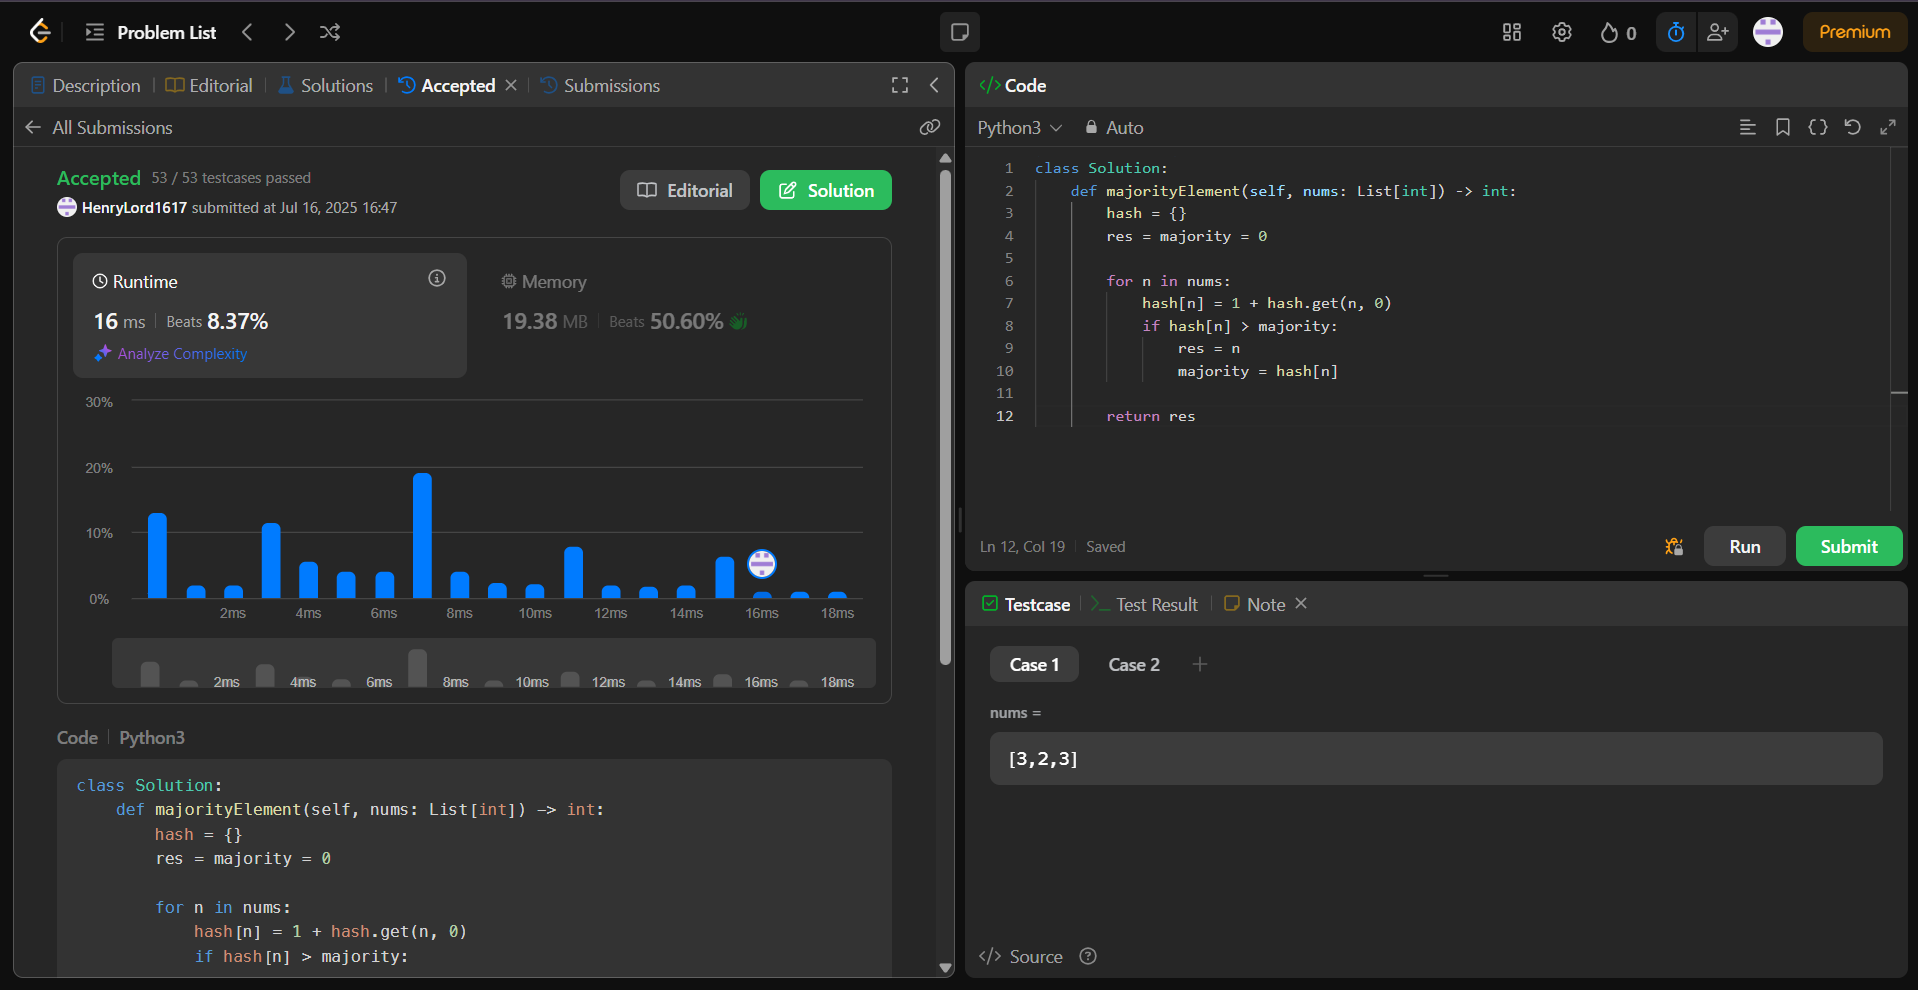 Problem List
0
Premium
Description
Editorial
Solutions
Accepted
Submissions
All Submissions
Accepted 53 / 53 testcases passed
HenryLord1617 submitted at Jul 16, 2025 16:47
Editorial
Solution
Runtime
16 ms
Beats 8.37%
Analyze Complexity
Memory
19.38 MB
Beats 50.60%
30%
20%
10%
0%
2ms 4ms 6ms 8ms 10ms 12ms 14ms 16ms 18ms
2ms 4ms 6ms 8ms 10ms 12ms 14ms 16ms 18ms
Code
Python3
class Solution:
    def majorityElement(self, nums: List[int]) -> int:
        hash = {}
        res = majority = 0
        for n in nums:
            hash[n] = 1 + hash.get(n, 0)
            if hash[n] > majority:
</> Code
Python3
Auto
1 class Solution:
2     def majorityElement(self, nums: List[int]) -> int:
3         hash = {}
4         res = majority = 0
5
6         for n in nums:
7             hash[n] = 1 + hash.get(n, 0)
8             if hash[n] > majority:
9                 res = n
10                 majority = hash[n]
11
12         return res
Ln 12, Col 19
Saved
Run
Submit
Testcase
Test Result
Note
Case 1
Case 2
nums =
[3,2,3]
</> Source